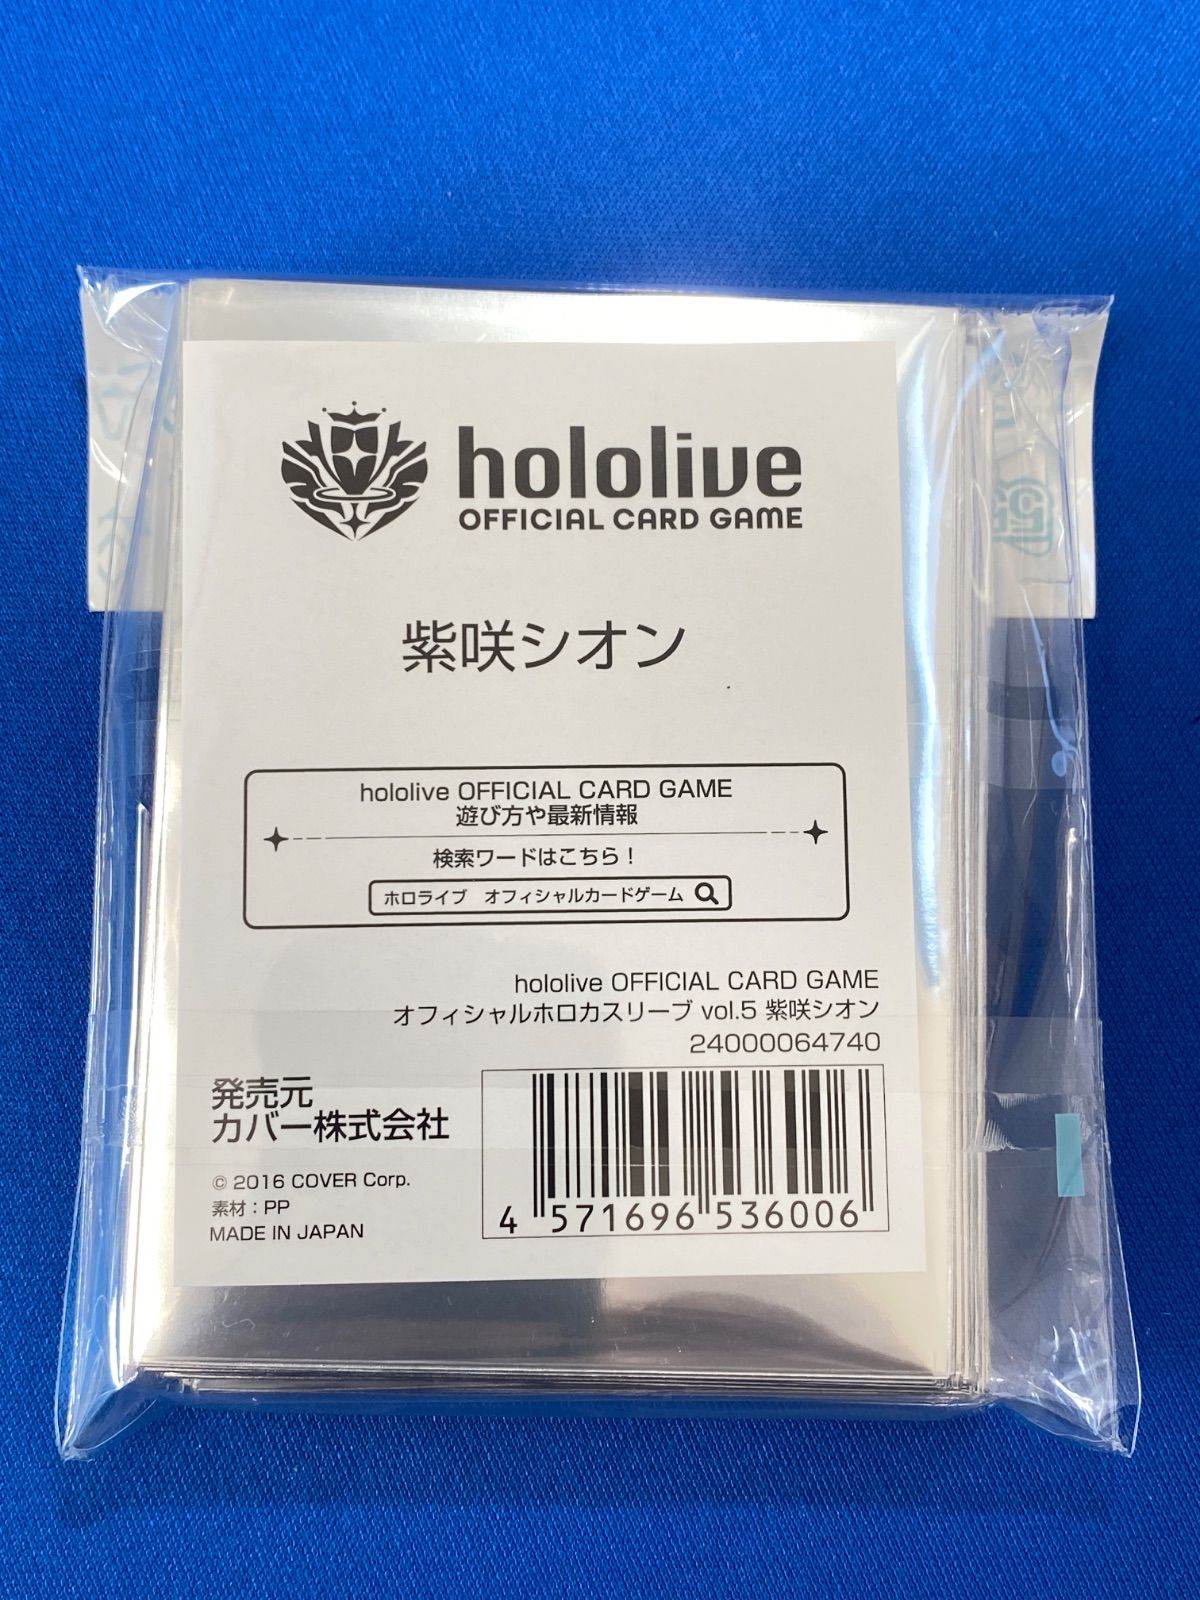 hololive
OFFICIAL CARD GAME
紫咲シオン
hololive OFFICIAL CARD GAME
遊び方や最新情報
検索ワードはこちら！
ホロライブ オフィシャルカードゲーム
hololive OFFICIAL CARD GAME
オフィシャルホロカスリーブ vol.5 紫咲シオン
24000064740
発売元
カバー株式会社
© 2016 COVER Corp.
素材：PP
MADE IN JAPAN
4 571696 536006